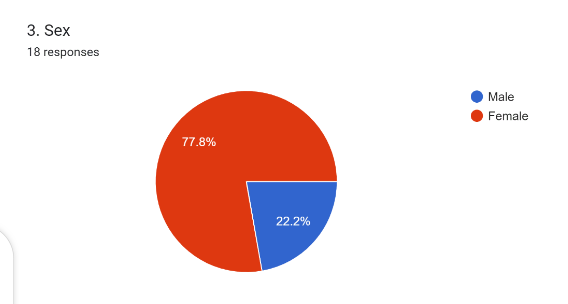 3. Sex
18 responses
Male
Female
77.8%
22.2%